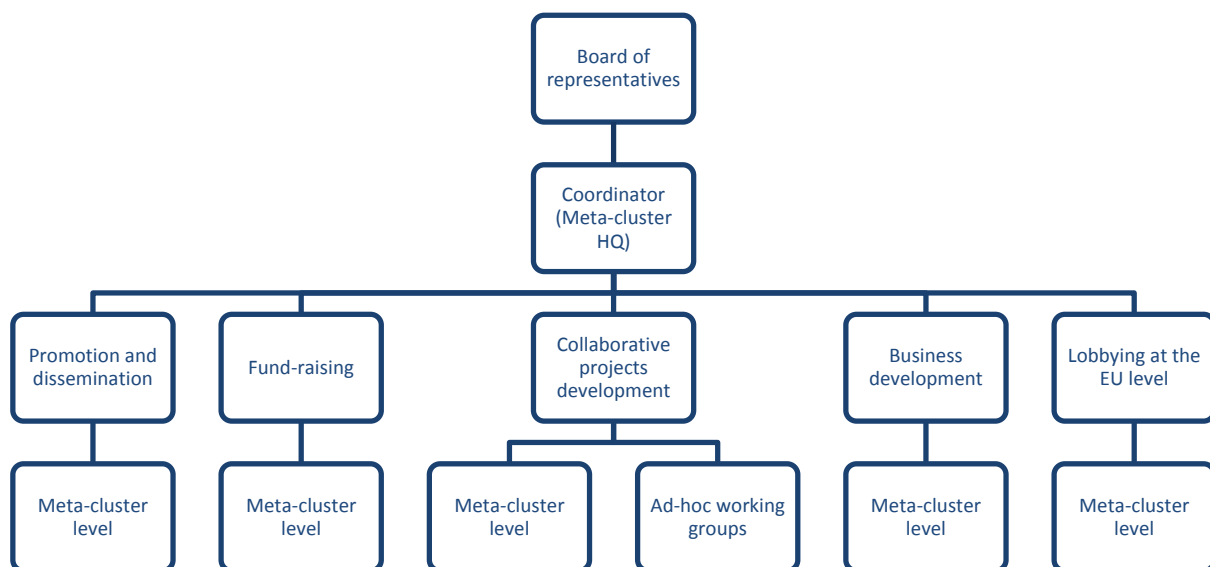 Board of
representatives
Coordinator
(Meta-cluster
HQ)
Promotion and
dissemination
Fund-raising
Collaborative
projects
development
Business
development
Lobbying at the
EU level
Meta-cluster
level
Meta-cluster
level
Meta-cluster
level
Ad-hoc working
groups
Meta-cluster
level
Meta-cluster
level